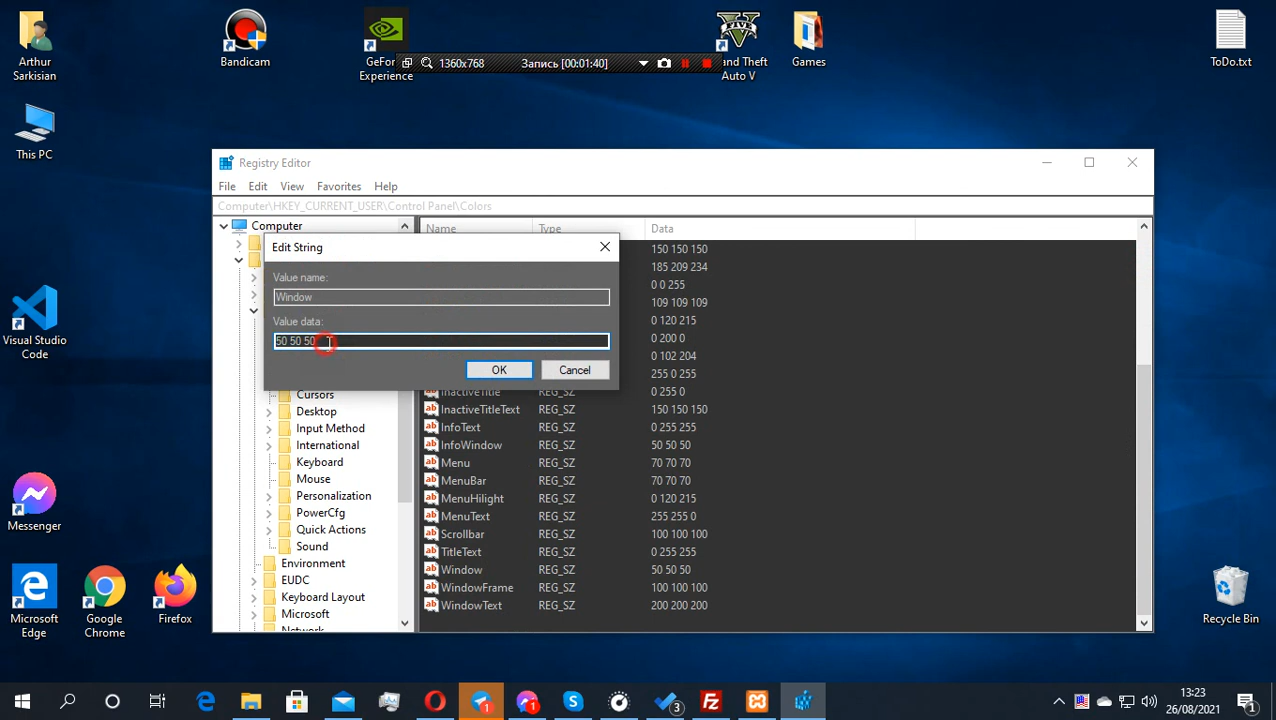 Arthur
Sarkisian
Bandicam
GeFor
Experience
1360x768
Запись [00:01:40]
and Theft
Auto V
Games
ToDo.txt
This PC
Visual Studio
Code
Messenger
Microsoft
Edge
Google
Chrome
Firefox
Recycle Bin
Registry Editor
File Edit View Favorites Help
Computer\HKEY_CURRENT_USER\Control Panel\Colors
Computer
Name Type Data
150 150 150
185 209 234
0 0 255
109 109 109
0 120 215
0 200 0
0 102 204
255 0 255
Edit String
Value name:
Window
Value data:
50 50 50
OK Cancel
Cursors
Desktop
Input Method
International
Keyboard
Mouse
Personalization
PowerCfg
Quick Actions
Sound
Environment
EUDC
Keyboard Layout
Microsoft
Network
InactiveTitle REG_SZ 0 255 0
InactiveTitleText REG_SZ 150 150 150
InfoText REG_SZ 0 255 255
InfoWindow REG_SZ 50 50 50
Menu REG_SZ 70 70 70
MenuBar REG_SZ 70 70 70
MenuHilight REG_SZ 0 120 215
MenuText REG_SZ 255 255 0
Scrollbar REG_SZ 100 100 100
TitleText REG_SZ 0 255 255
Window REG_SZ 50 50 50
WindowFrame REG_SZ 100 100 100
WindowText REG_SZ 200 200 200
1
1
3
13:23
26/08/2021
1